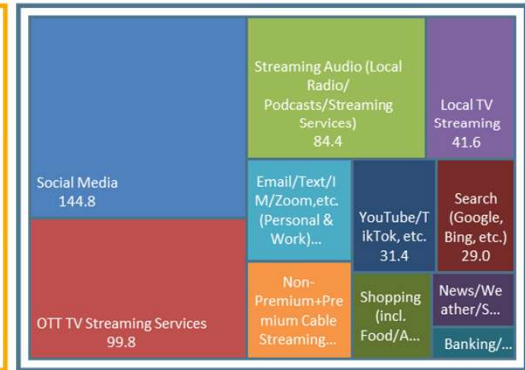 Social Media
144.8
OTT TV Streaming Services
99.8
Streaming Audio (Local
Radio/
Podcasts/Streaming
Services)
84.4
Local TV
Streaming
41.6
Email/Text/I
M/Zoom,etc.
(Personal &
Work)...
YouTube/T
ikTok, etc.
31.4
Search
(Google,
Bing, etc.)
29.0
Non-
Premium+Pre
mium Cable
Streaming...
Shopping
(incl.
Food/A...
News/We
ather/S...
Banking/...